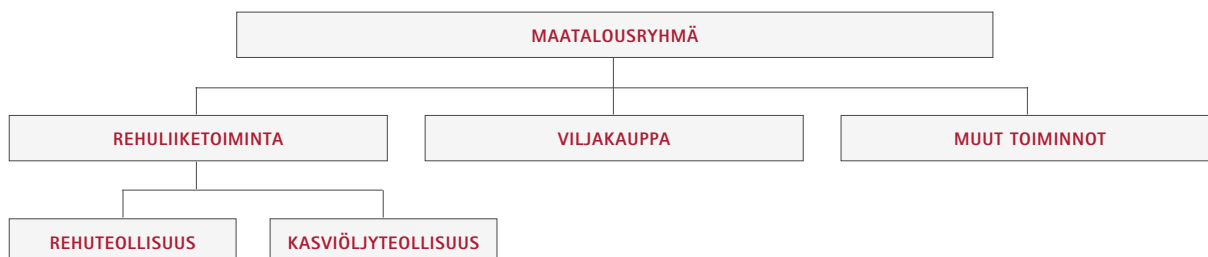 MAATALOUSRYHMÄ
REHULIIKETOIMINTA
VILJAKAUPPA
MUUT TOIMINNOT
REHUTEOLLISUUS
KASVIÖLJYTEOLLISUUS